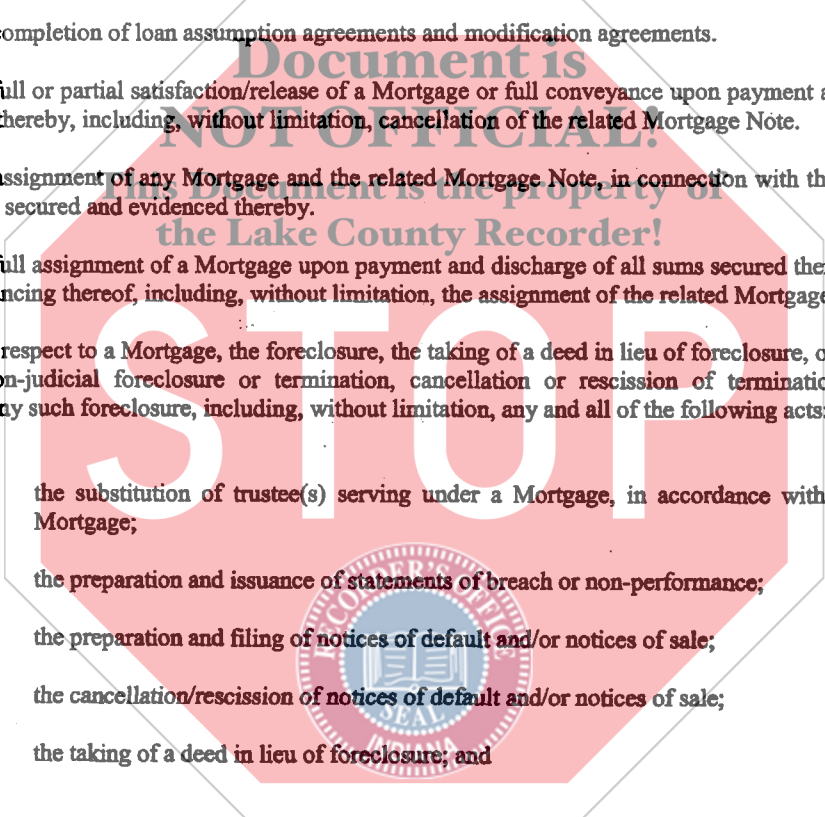 ompletion of loan assumption agreements and modification agreements.
Document is
ull or partial satisfaction/release of a Mortgage or full conveyance upon payment a
NOT OFFICIAL!
hereby, including, without limitation, cancellation of the related Mortgage Note.
ssignment of any Mortgage and the related Mortgage Note, in connection with th
This Document is the property of
secured and evidenced thereby.
the Lake County Recorder!
ull assignment of a Mortgage upon payment and discharge of all sums secured the
ncing thereof, including, without limitation, the assignment of the related Mortgage
respect to a Mortgage, the foreclosure, the taking of a deed in lieu of foreclosure, o
n-judicial foreclosure or termination, cancellation or rescission of terminatio
ny such foreclosure, including, without limitation, any and all of the following acts:
STOP
the substitution of trustee(s) serving under a Mortgage, in accordance with
Mortgage;
the preparation and issuance of statements of breach or non-performance;
the preparation and filing of notices of default and/or notices of sale;
the cancellation/rescission of notices of default and/or notices of sale;
the taking of a deed in lieu of foreclosure; and
RECORDER'S OFFICE
SEAL
INDIANA